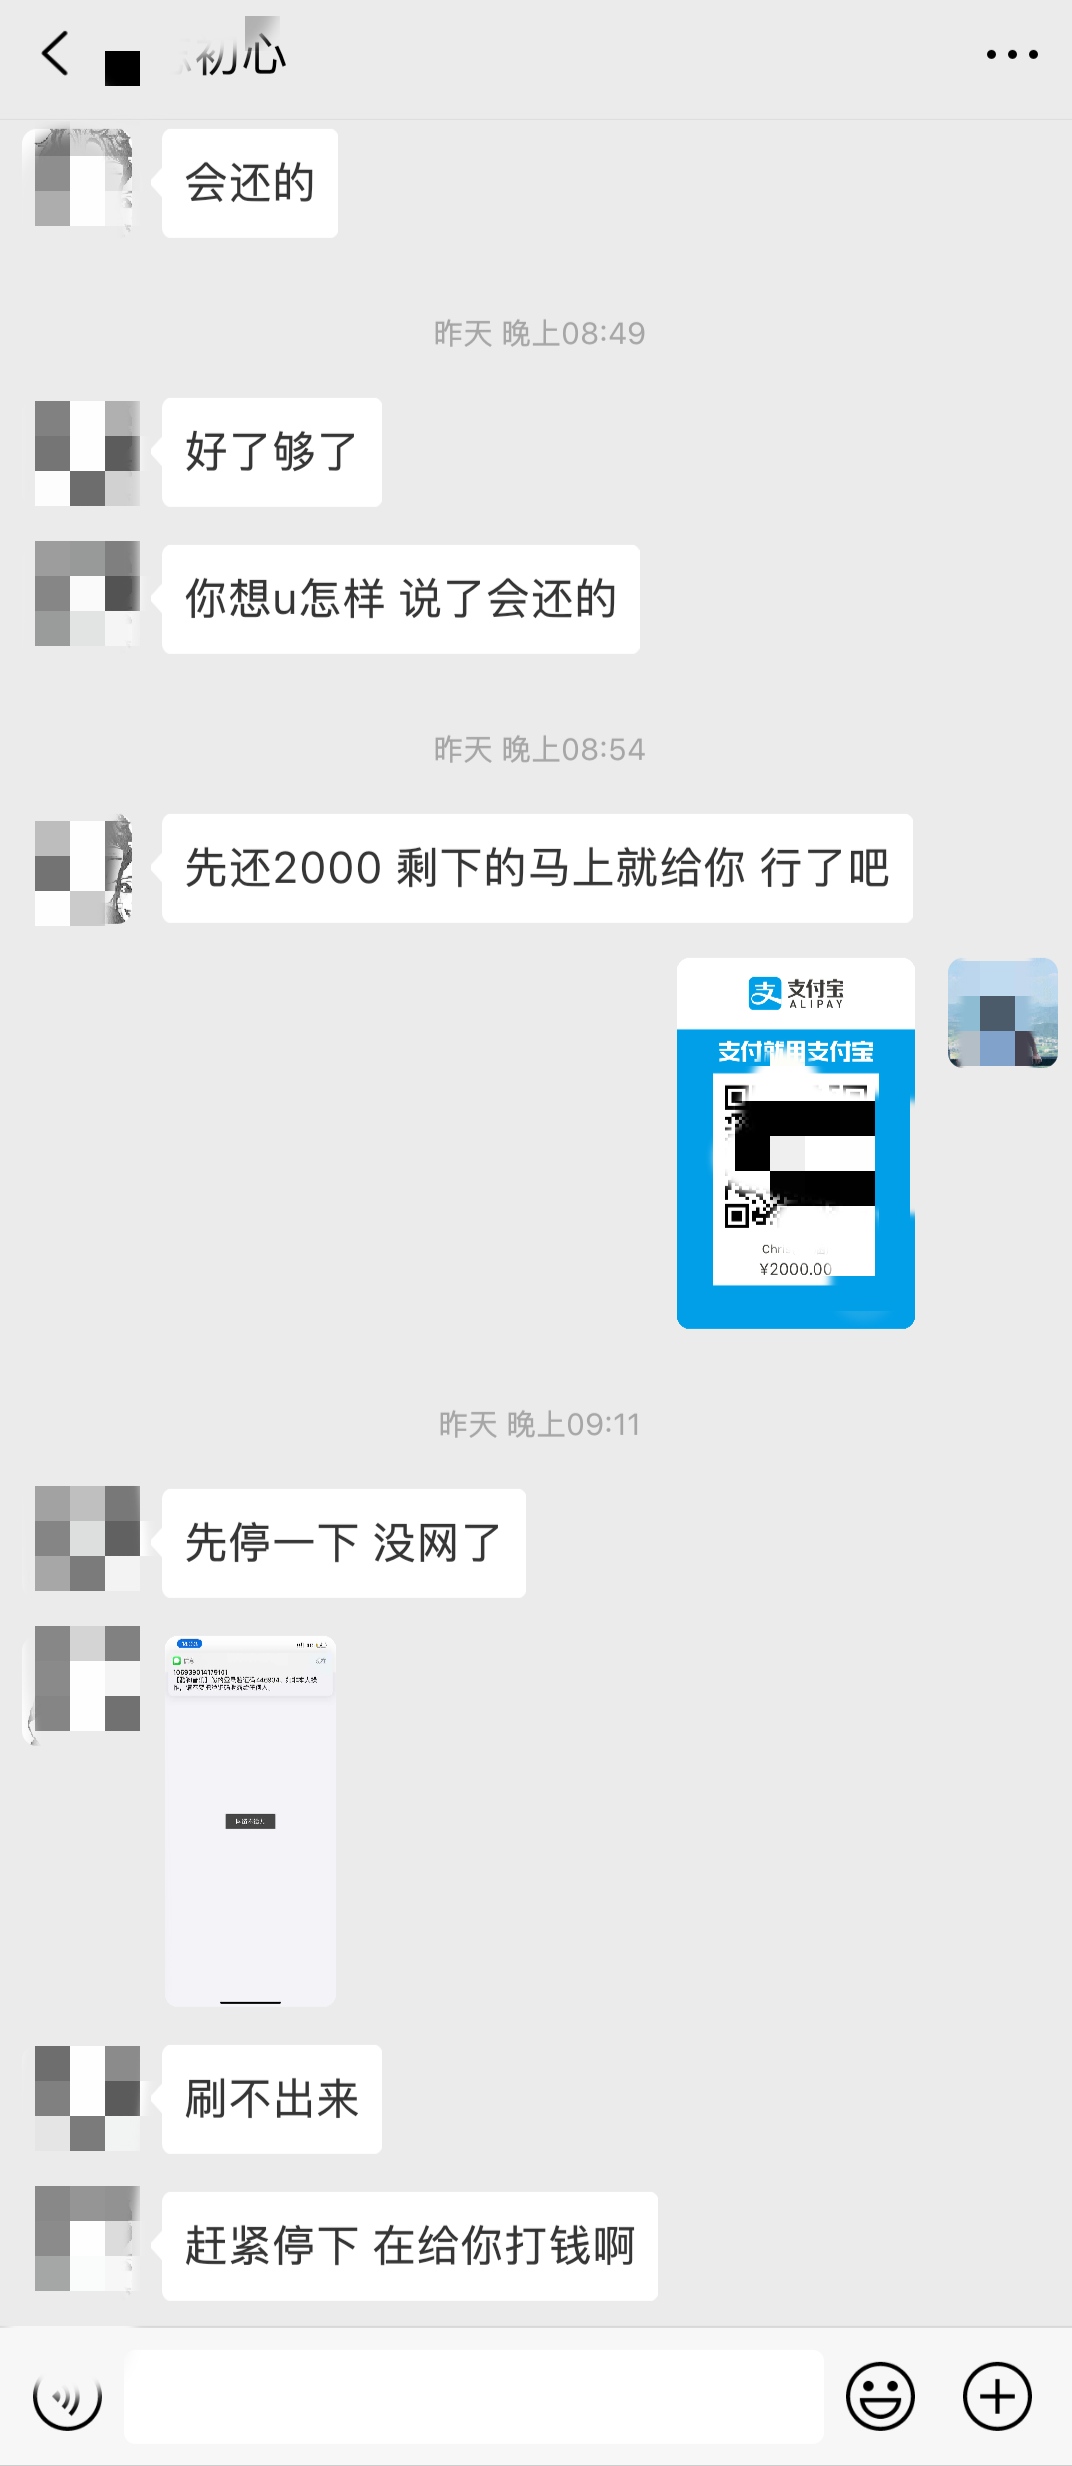 初心
会还的
昨天 晚上08:49
好了够了
你想u怎样 说了会还的
昨天 晚上08:54
先还2000 剩下的马上就给你 行了吧
支付宝
ALIPAY
支付就用支付宝
¥2000.00
昨天 晚上09:11
先停一下 没网了
刷不出来
赶紧停下 在给你打钱啊